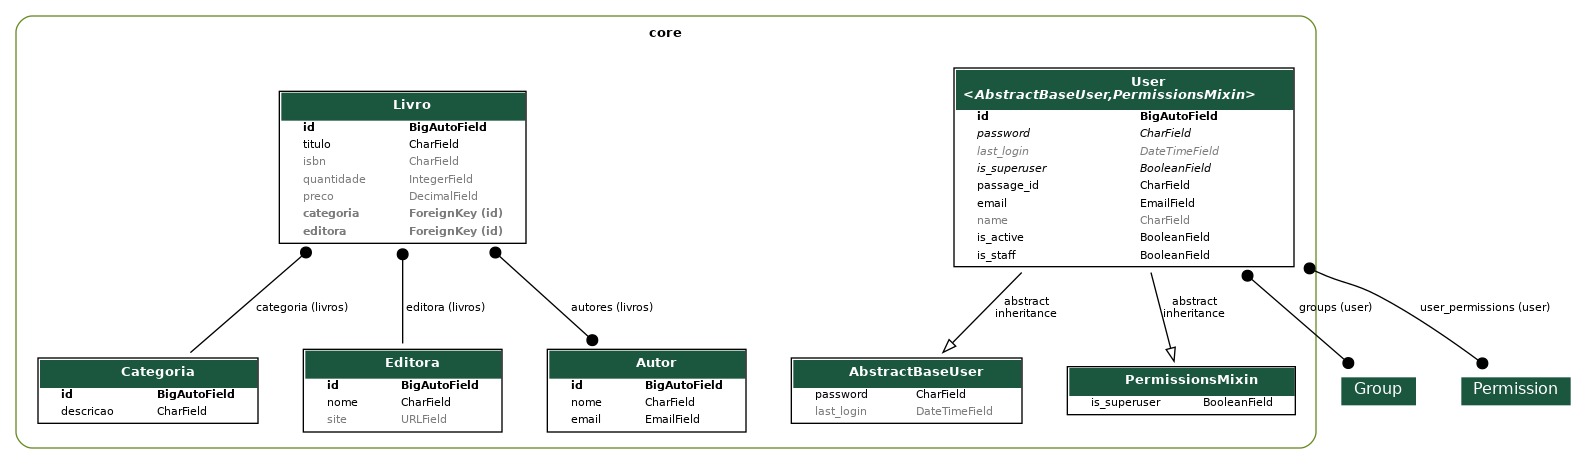 core
Livro
id BigAutoField
titulo CharField
isbn CharField
quantidade IntegerField
preco DecimalField
categoria ForeignKey (id)
editora ForeignKey (id)
User
<AbstractBaseUser,PermissionsMixin>
id BigAutoField
password CharField
last_login DateTimeField
is_superuser BooleanField
passage_id CharField
email EmailField
name CharField
is_active BooleanField
is_staff BooleanField
categoria (livros)
editora (livros)
autores (livros)
abstract
inheritance
abstract
inheritance
groups (user)
user_permissions (user)
Categoria
id BigAutoField
descricao CharField
Editora
id BigAutoField
nome CharField
site URLField
Autor
id BigAutoField
nome CharField
email EmailField
AbstractBaseUser
password CharField
last_login DateTimeField
PermissionsMixin
is_superuser BooleanField
Group
Permission